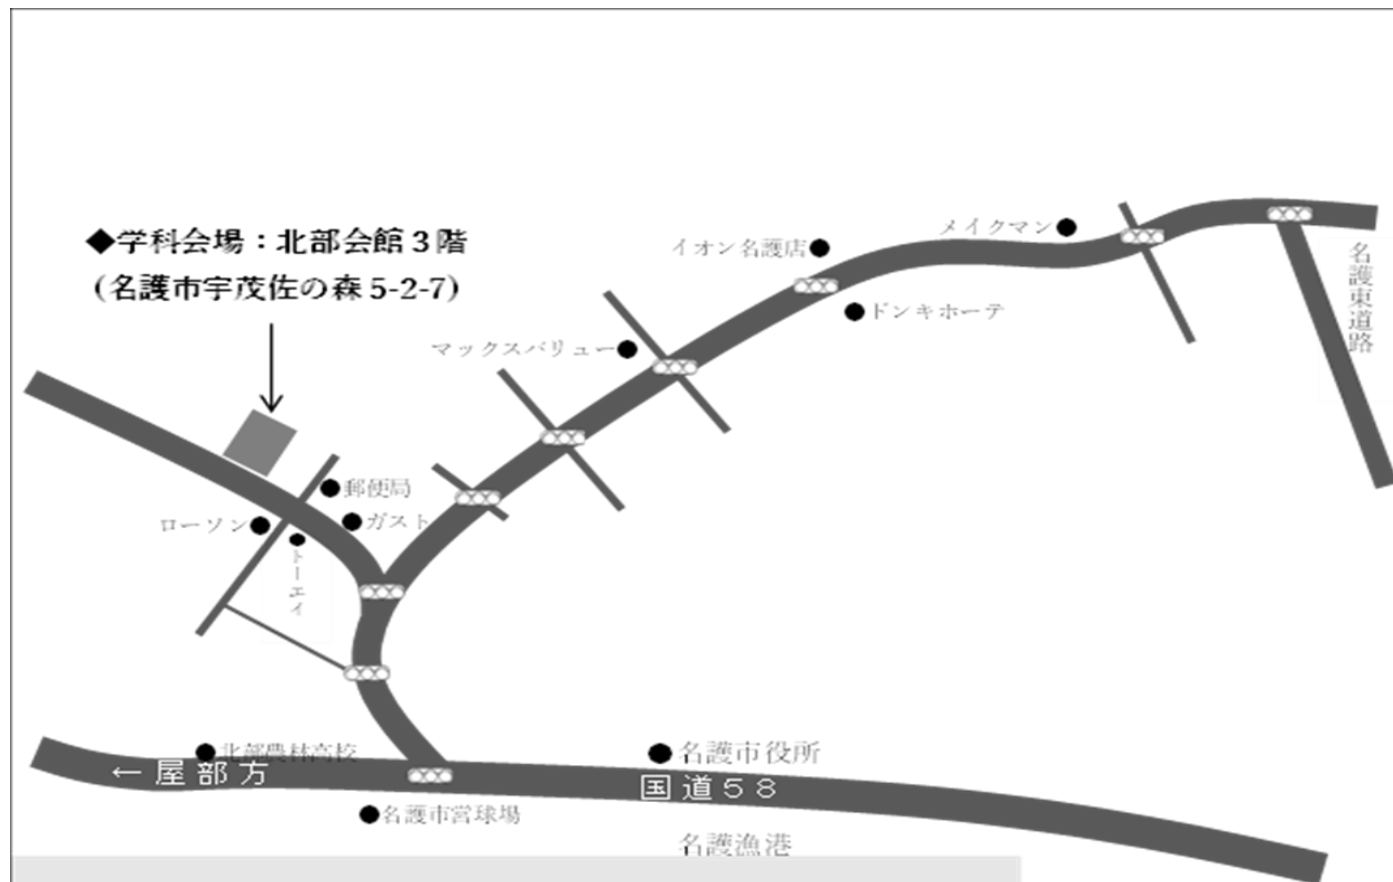 ◆学科会場：北部会館３階
(名護市宇茂佐の森 5-2-7)
メイクマン
イオン名護店
名護東道路
ドンキホーテ
マックスバリュー
郵便局
ローソン
ガスト
トーエイ
北部農林高校
名護市役所
←屋部方
国道５８
名護市営球場
名護漁港